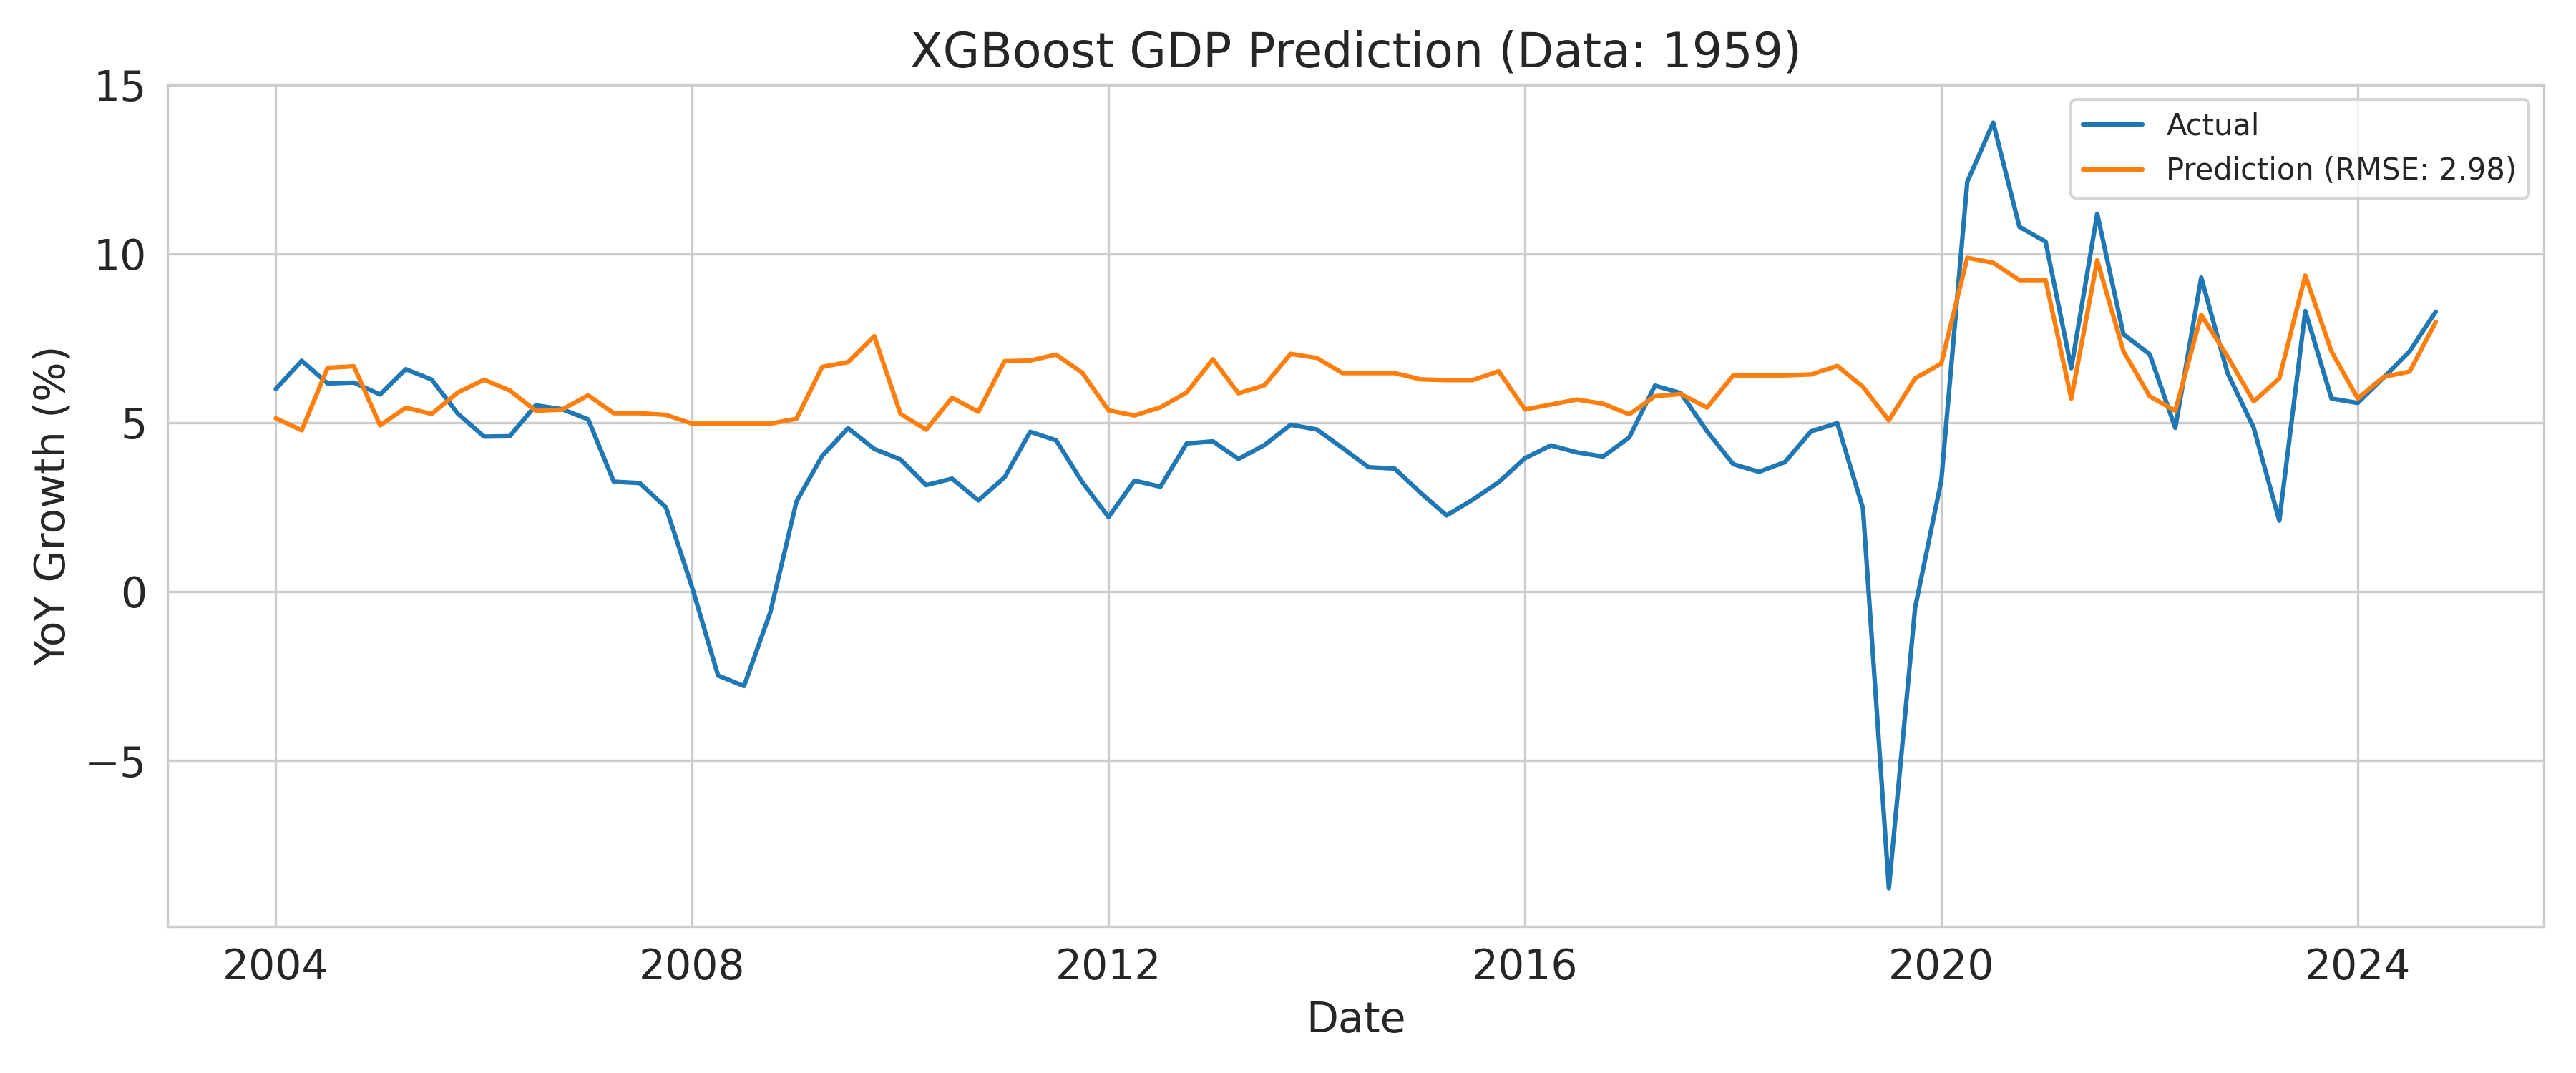 XGBoost GDP Prediction (Data: 1959)
Actual
Prediction (RMSE: 2.98)
YoY Growth (%)
15
10
5
0
−5
2004
2008
2012
2016
2020
2024
Date